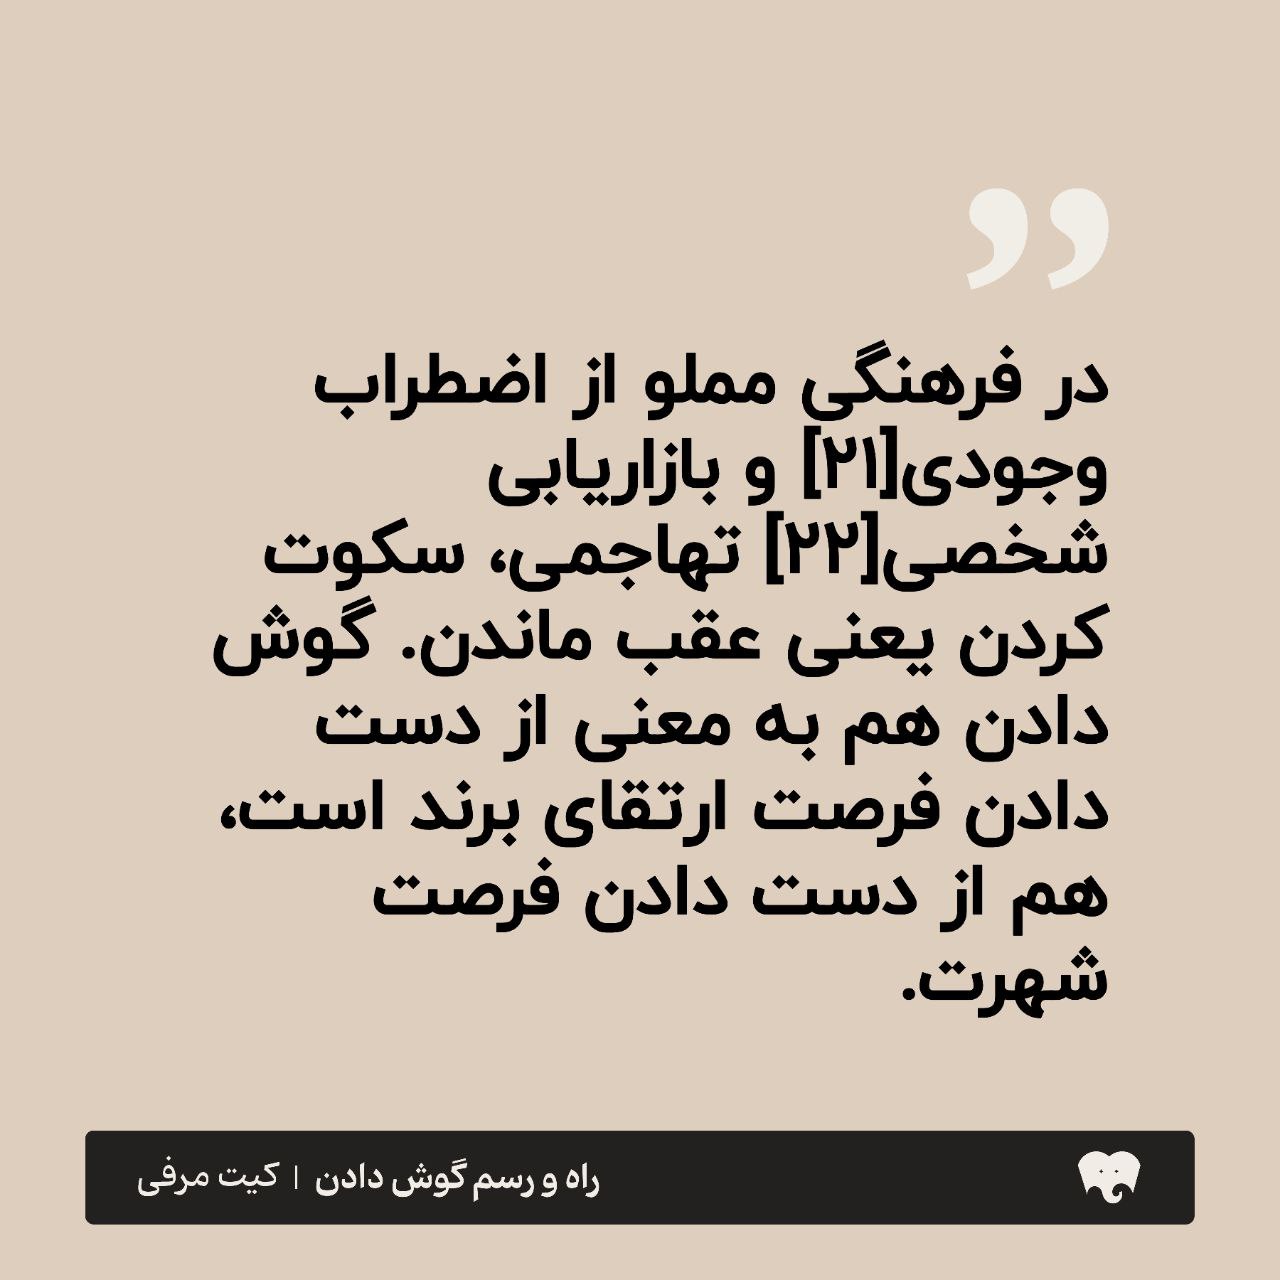 در فرهنگی مملو از اضطراب
وجودی[۲۱] و بازاریابی
شخصی[۲۲] تهاجمی، سکوت
کردن یعنی عقب ماندن. گوش
دادن هم به معنی از دست
دادن فرصت ارتقای برند است،
هم از دست دادن فرصت
شهرت.
راه و رسم گوش دادن | کیت مرفی